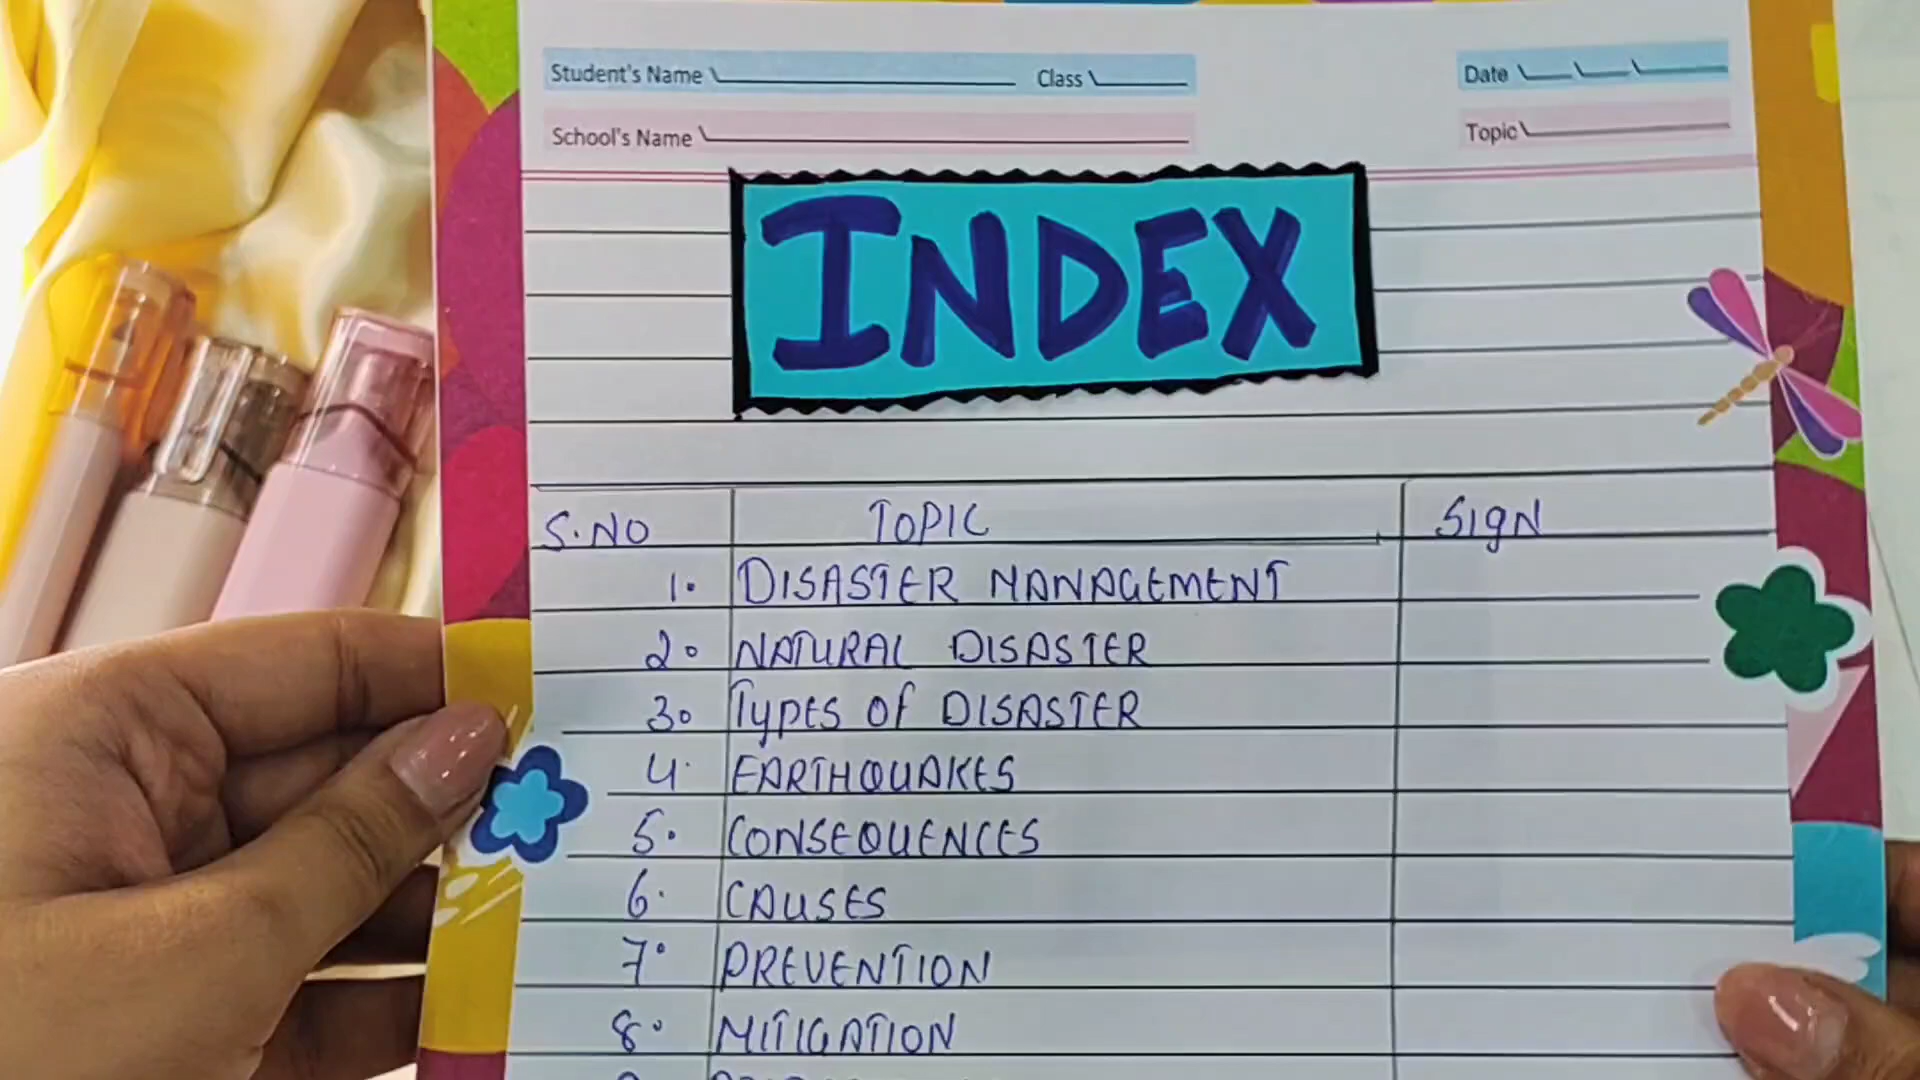 Student's Name Class Date
School's Name Topic
INDEX
S.NO TOPIC SIgN
1. DISASTER MANAGEMENT
2. NATURAL DISASTER
3. TypES Of DISASTER
4. EARTHQUAKES
5. CONSEQUENCES
6. CAUSES
7. PREVENTION
8. MITIGATION